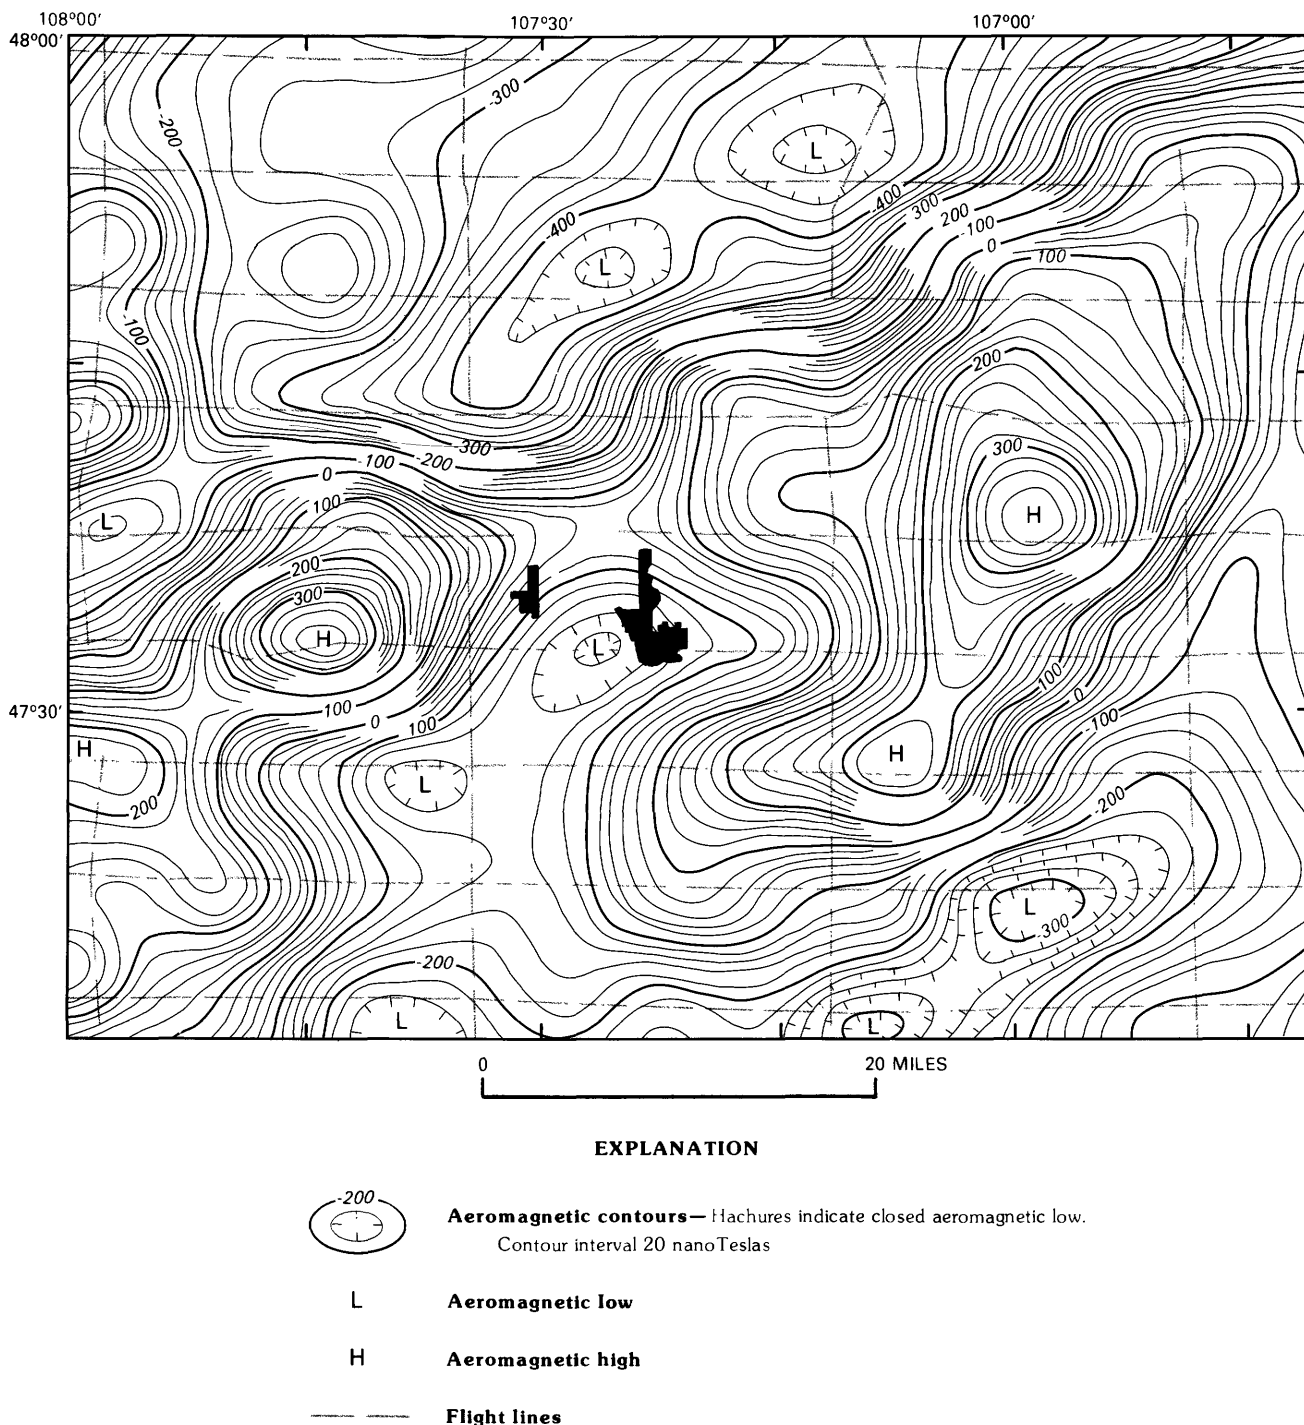 108°00' 107°30' 107°00'
48°00'
-300
-200
L
-400
-400
300
200
-100
0
100
L
100
200
-300
-100
-200
0
300
100
L
H
200
300
H
L
100
47°30'
100
0
100
0
-100
H
H
L
200
-200
L
-300
-200
L
L
0 20 MILES
EXPLANATION
-200
Aeromagnetic contours— Hachures indicate closed aeromagnetic low.
Contour interval 20 nanoTeslas
L Aeromagnetic low
H Aeromagnetic high
Flight lines